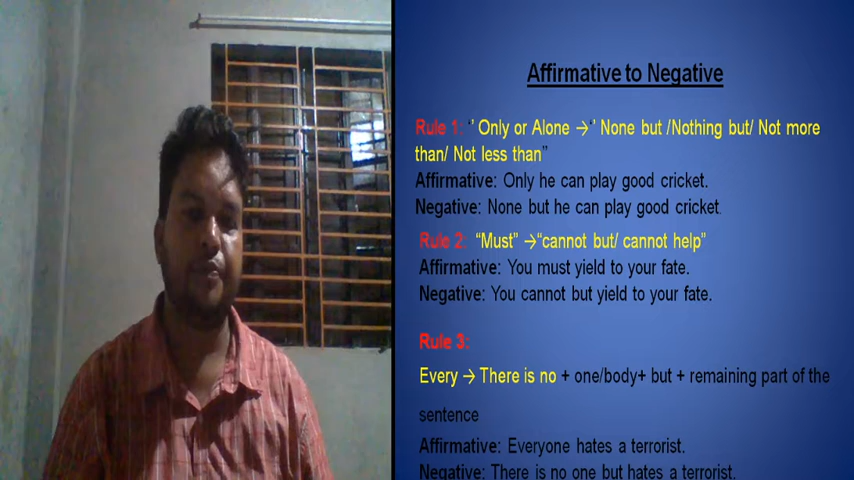 Affirmative to Negative
Rule 1: ‘’ Only or Alone →‘’ None but /Nothing but/ Not more
than/ Not less than”
Affirmative: Only he can play good cricket.
Negative: None but he can play good cricket.
Rule 2: “Must” →“cannot but/ cannot help”
Affirmative: You must yield to your fate.
Negative: You cannot but yield to your fate.
Rule 3:
Every → There is no + one/body+ but + remaining part of the
sentence
Affirmative: Everyone hates a terrorist.
Negative: There is no one but hates a terrorist.